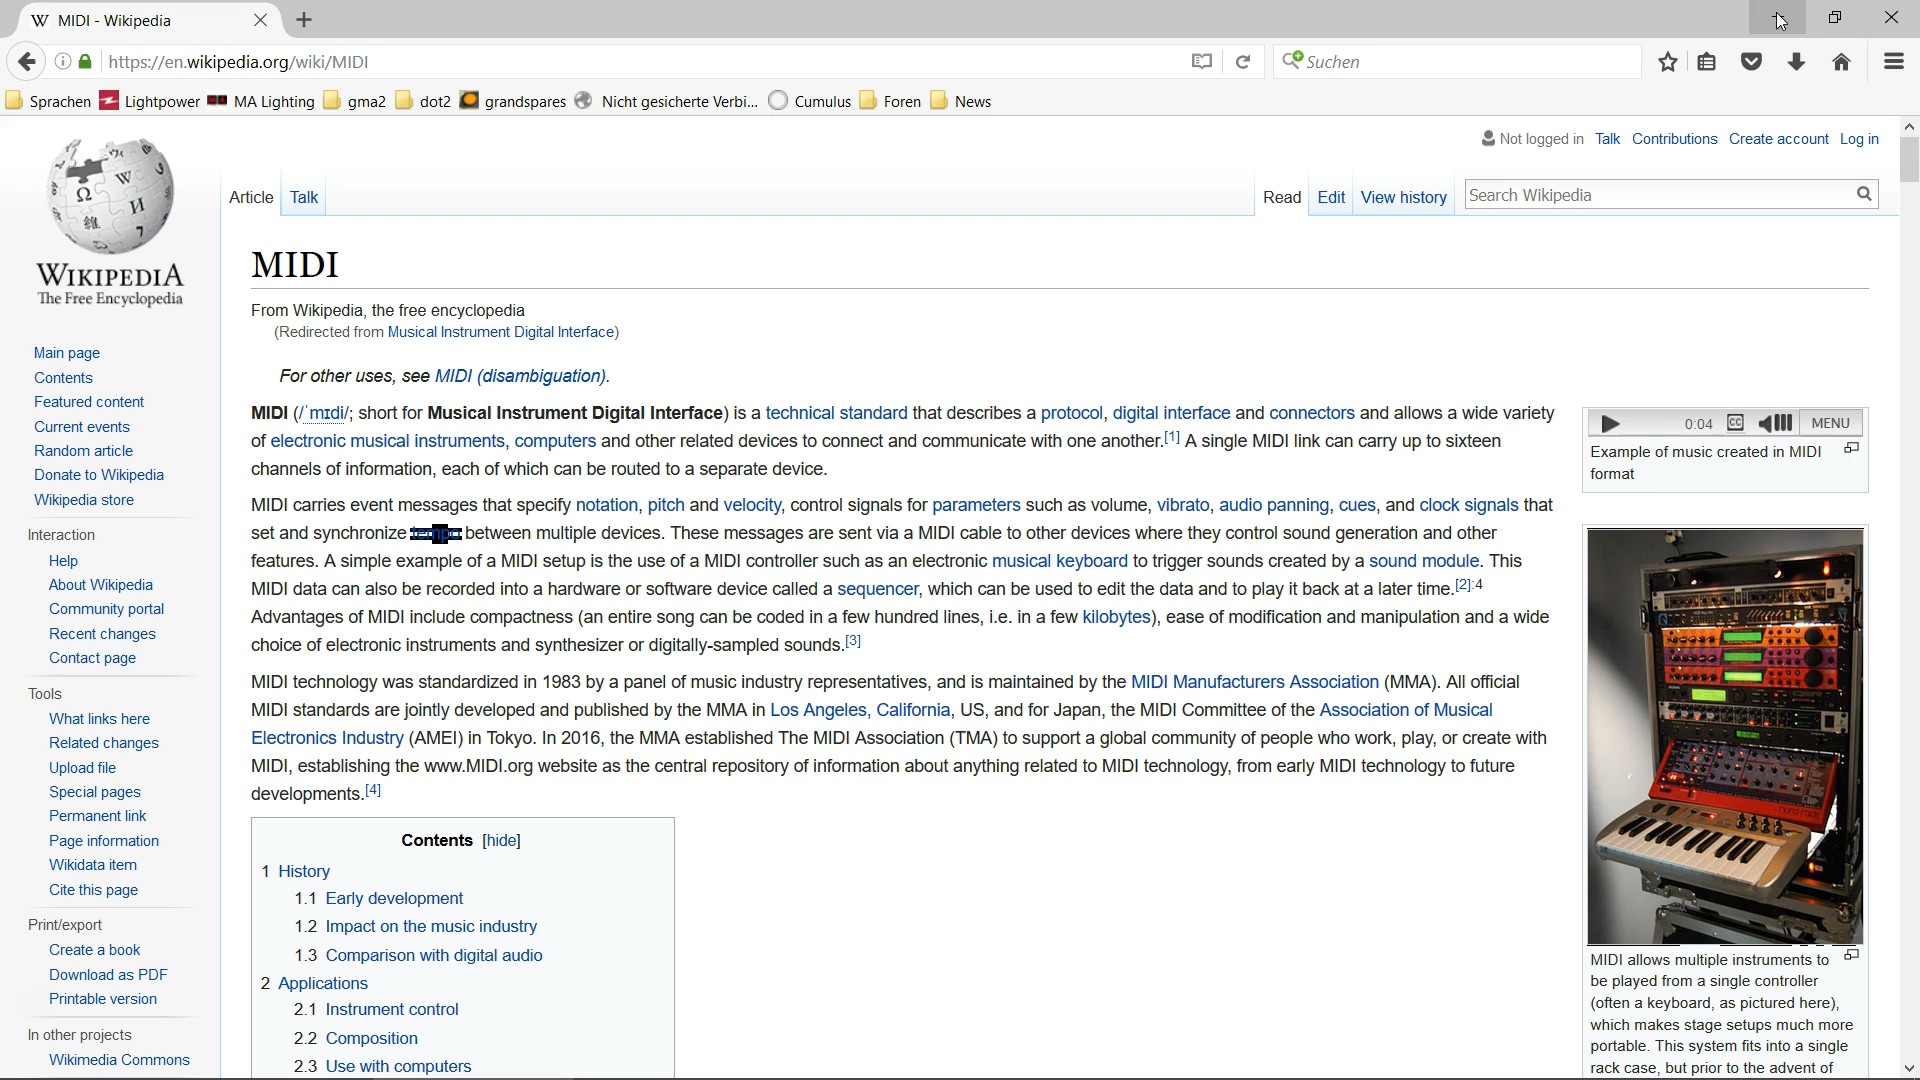 MIDI - Wikipedia
https://en.wikipedia.org/wiki/MIDI
Suchen
Sprachen Lightpower MA Lighting gma2 dot2 grandspares Nicht gesicherte Verbi... Cumulus Foren News
Not logged in Talk Contributions Create account Log in
Article Talk
Read Edit View history Search Wikipedia
WIKIPEDIA
The Free Encyclopedia
Main page
Contents
Featured content
Current events
Random article
Donate to Wikipedia
Wikipedia store
Interaction
Help
About Wikipedia
Community portal
Recent changes
Contact page
Tools
What links here
Related changes
Upload file
Special pages
Permanent link
Page information
Wikidata item
Cite this page
Print/export
Create a book
Download as PDF
Printable version
In other projects
Wikimedia Commons
MIDI
From Wikipedia, the free encyclopedia
(Redirected from Musical Instrument Digital Interface)
For other uses, see MIDI (disambiguation).
MIDI (/ˈmɪdi/; short for Musical Instrument Digital Interface) is a technical standard that describes a protocol, digital interface and connectors and allows a wide variety
of electronic musical instruments, computers and other related devices to connect and communicate with one another.[1] A single MIDI link can carry up to sixteen
channels of information, each of which can be routed to a separate device.
MIDI carries event messages that specify notation, pitch and velocity, control signals for parameters such as volume, vibrato, audio panning, cues, and clock signals that
set and synchronize tempo between multiple devices. These messages are sent via a MIDI cable to other devices where they control sound generation and other
features. A simple example of a MIDI setup is the use of a MIDI controller such as an electronic musical keyboard to trigger sounds created by a sound module. This
MIDI data can also be recorded into a hardware or software device called a sequencer, which can be used to edit the data and to play it back at a later time.[2]:4
Advantages of MIDI include compactness (an entire song can be coded in a few hundred lines, i.e. in a few kilobytes), ease of modification and manipulation and a wide
choice of electronic instruments and synthesizer or digitally-sampled sounds.[3]
MIDI technology was standardized in 1983 by a panel of music industry representatives, and is maintained by the MIDI Manufacturers Association (MMA). All official
MIDI standards are jointly developed and published by the MMA in Los Angeles, California, US, and for Japan, the MIDI Committee of the Association of Musical
Electronics Industry (AMEI) in Tokyo. In 2016, the MMA established The MIDI Association (TMA) to support a global community of people who work, play, or create with
MIDI, establishing the www.MIDI.org website as the central repository of information about anything related to MIDI technology, from early MIDI technology to future
developments.[4]
Contents [hide]
1 History
1.1 Early development
1.2 Impact on the music industry
1.3 Comparison with digital audio
2 Applications
2.1 Instrument control
2.2 Composition
2.3 Use with computers
0:04 CC MENU
Example of music created in MIDI
format
MIDI allows multiple instruments to
be played from a single controller
(often a keyboard, as pictured here),
which makes stage setups much more
portable. This system fits into a single
rack case, but prior to the advent of